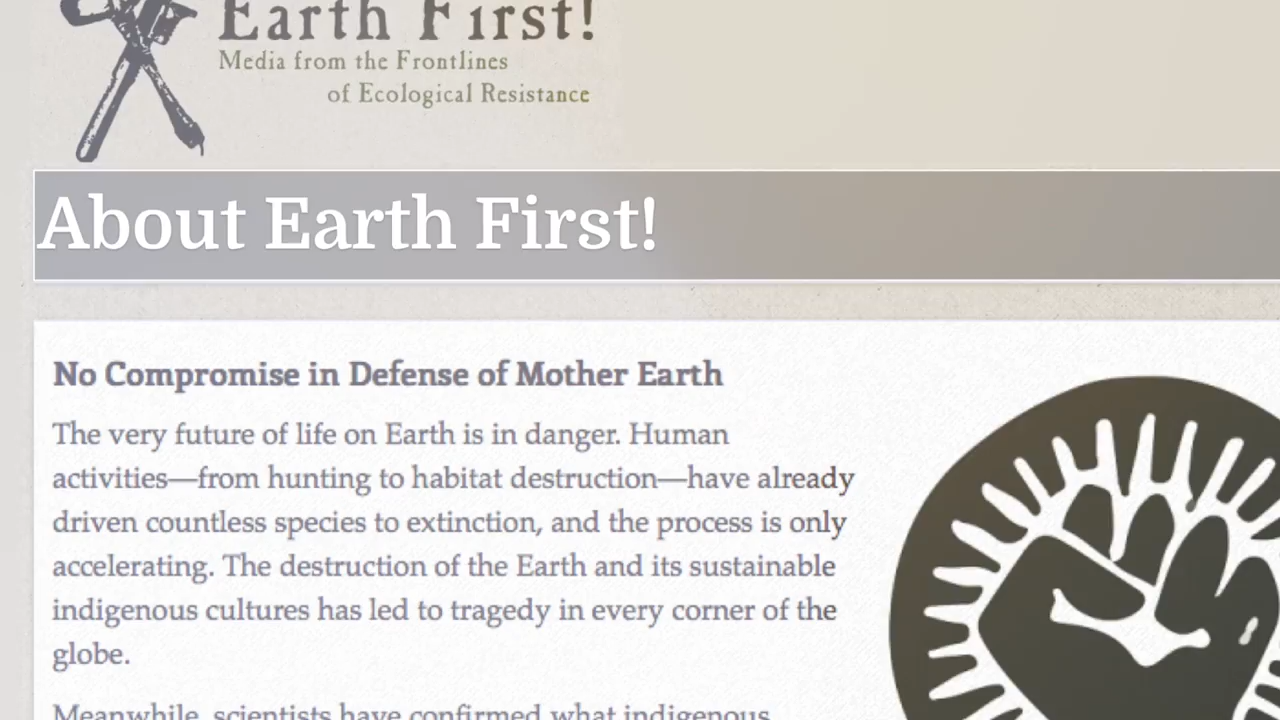 Earth First!
Media from the Frontlines
of Ecological Resistance
About Earth First!
No Compromise in Defense of Mother Earth
The very future of life on Earth is in danger. Human
activities—from hunting to habitat destruction—have already
driven countless species to extinction, and the process is only
accelerating. The destruction of the Earth and its sustainable
indigenous cultures has led to tragedy in every corner of the
globe.
Meanwhile, scientists have confirmed what indigenous